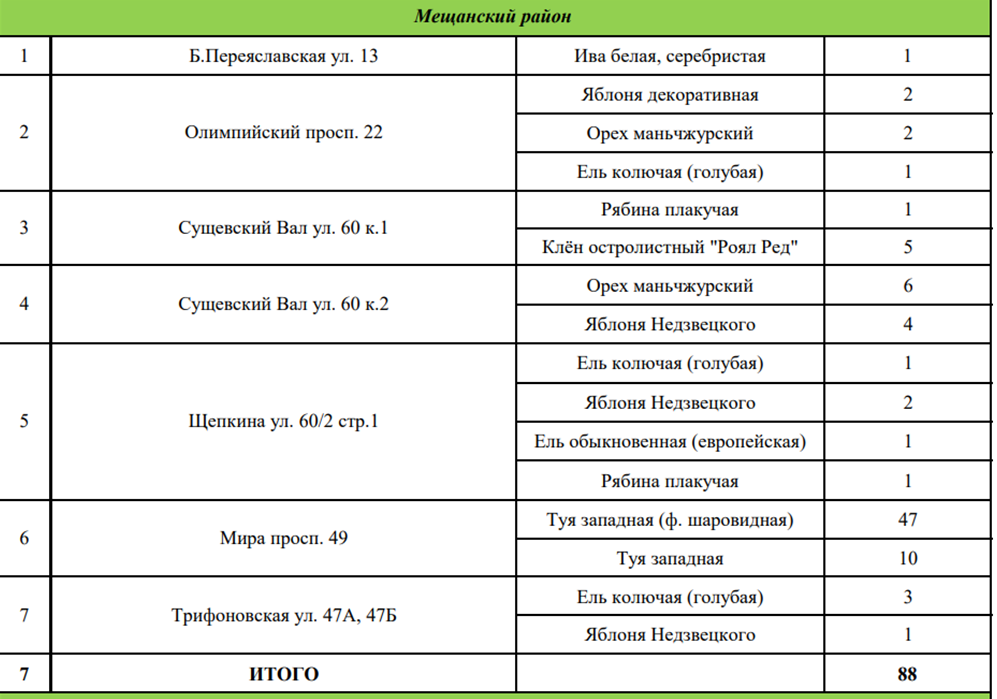 Мещанский район
1 Б.Переяславская ул. 13 Ива белая, серебристая 1
2 Олимпийский просп. 22 Яблоня декоративная 2
Орех маньчжурский 2
Ель колючая (голубая) 1
3 Сущевский Вал ул. 60 к.1 Рябина плакучая 1
Клён остролистный "Роял Ред" 5
4 Сущевский Вал ул. 60 к.2 Орех маньчжурский 6
Яблоня Недзвецкого 4
5 Щепкина ул. 60/2 стр.1 Ель колючая (голубая) 1
Яблоня Недзвецкого 2
Ель обыкновенная (европейская) 1
Рябина плакучая 1
6 Мира просп. 49 Туя западная (ф. шаровидная) 47
Туя западная 10
7 Трифоновская ул. 47А, 47Б Ель колючая (голубая) 3
Яблоня Недзвецкого 1
7 ИТОГО 88